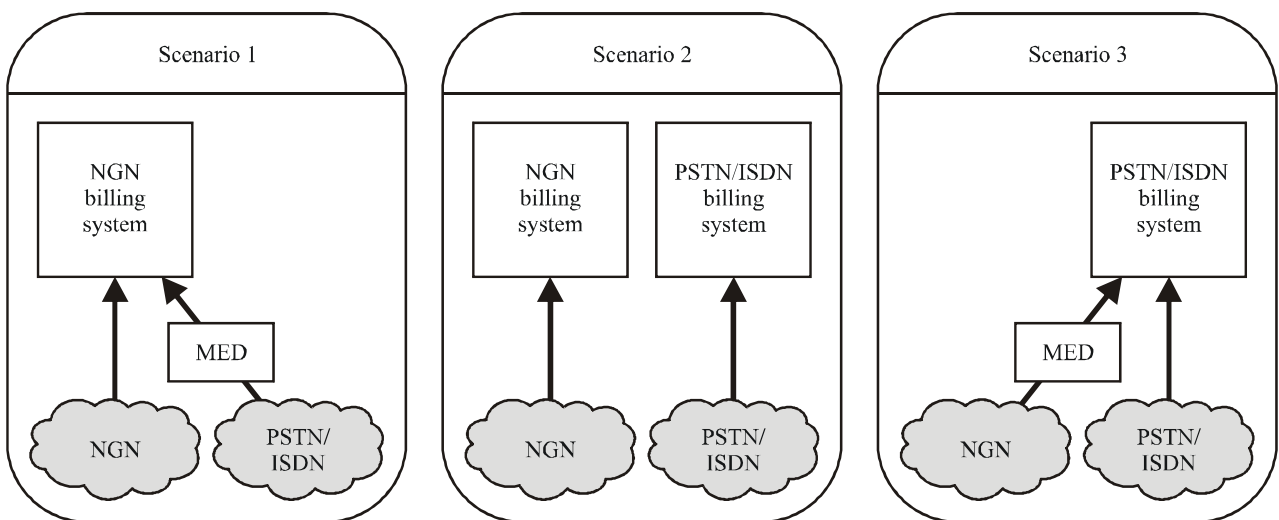 Scenario 1
NGN
billing
system
MED
NGN
PSTN/
ISDN
Scenario 2
NGN
billing
system
PSTN/ISDN
billing
system
NGN
PSTN/
ISDN
Scenario 3
PSTN/ISDN
billing
system
MED
NGN
PSTN/
ISDN